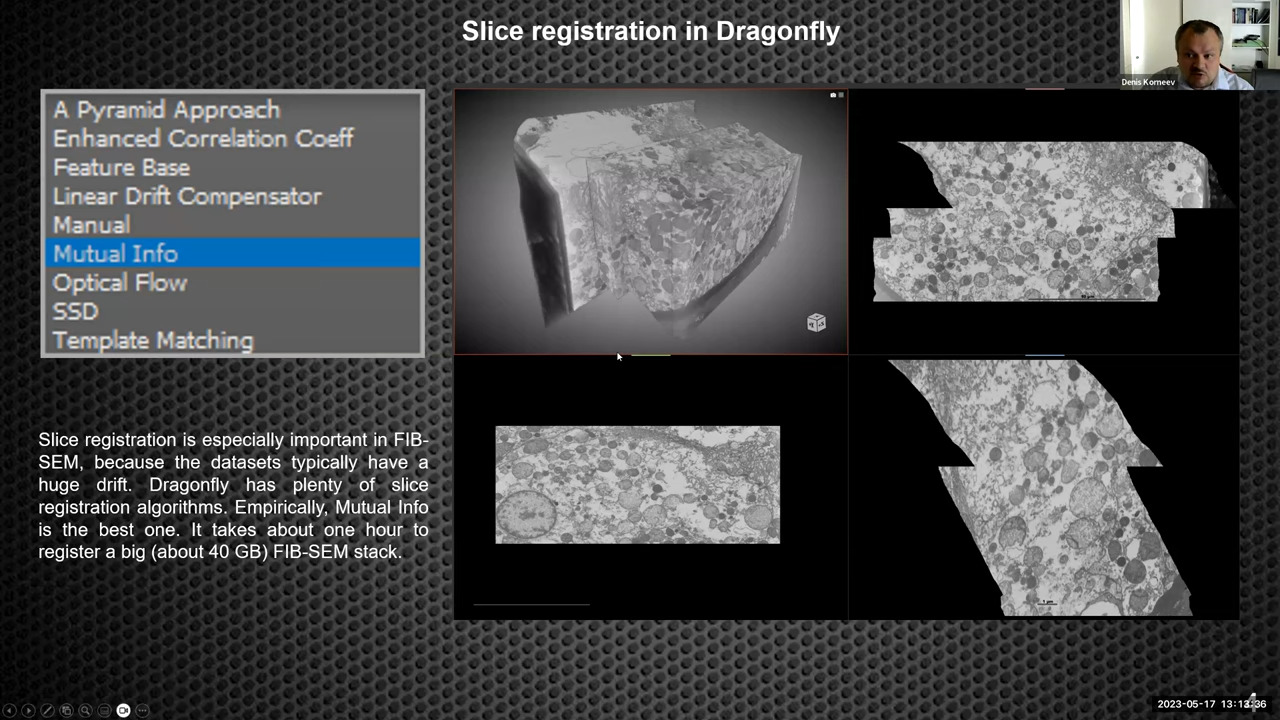 Slice registration in Dragonfly
Denis Korneev
A Pyramid Approach
Enhanced Correlation Coeff
Feature Base
Linear Drift Compensator
Manual
Mutual Info
Optical Flow
SSD
Template Matching
Slice registration is especially important in FIB-
SEM, because the datasets typically have a
huge drift. Dragonfly has plenty of slice
registration algorithms. Empirically, Mutual Info
is the best one. It takes about one hour to
register a big (about 40 GB) FIB-SEM stack.
2023-05-17 13:13:36